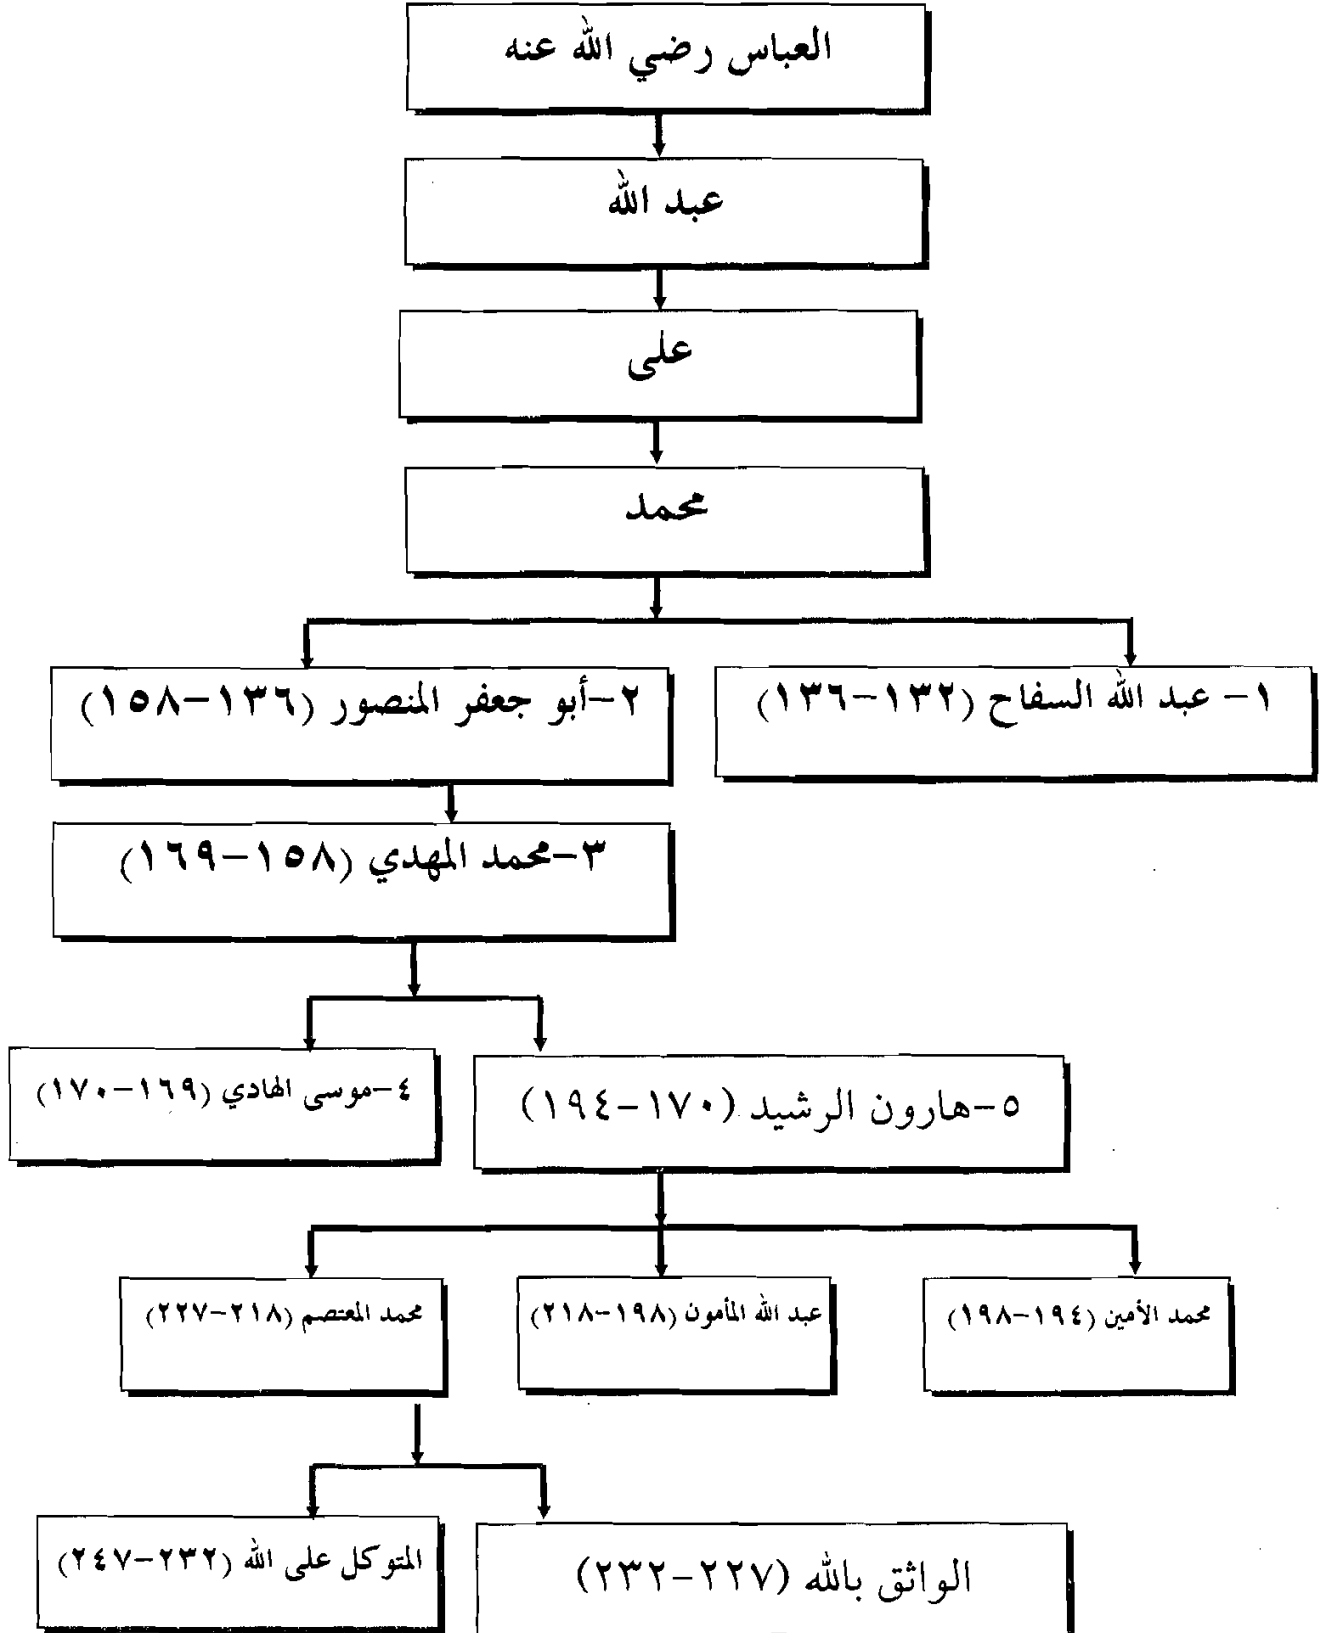 العباس رضي الله عنه
عبد الله
على
محمد
١- عبد الله السفاح (١٣٢-١٣٦)
٢-أبو جعفر المنصور (١٣٦-١٥٨)
٣-محمد المهدي (١٥٨-١٦٩)
٥-هارون الرشيد (١٧٠-١٩٤)
٤-موسى الهادي (١٦٩-١٧٠)
محمد الأمين (١٩٤-١٩٨)
عبد الله المأمون (١٩٨-٢١٨)
محمد المعتصم (٢١٨-٢٢٧)
الواثق بالله (٢٢٧-٢٣٢)
المتوكل على الله (٢٣٢-٢٤٧)